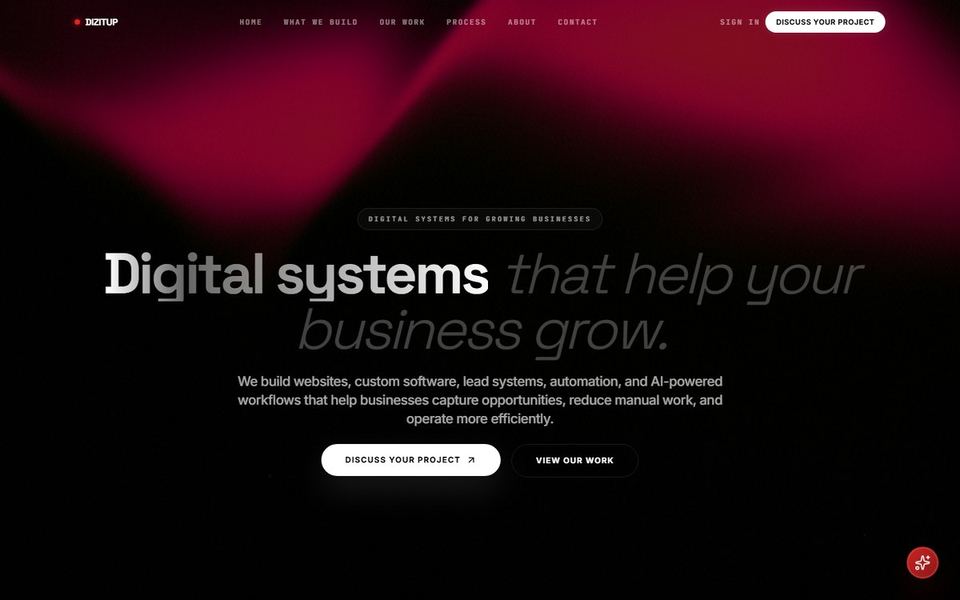 DIZITUP
HOME
WHAT WE BUILD
OUR WORK
PROCESS
ABOUT
CONTACT
SIGN IN
DISCUSS YOUR PROJECT
DIGITAL SYSTEMS FOR GROWING BUSINESSES
Digital systems that help your
business grow.
We build websites, custom software, lead systems, automation, and AI-powered
workflows that help businesses capture opportunities, reduce manual work, and
operate more efficiently.
DISCUSS YOUR PROJECT
VIEW OUR WORK